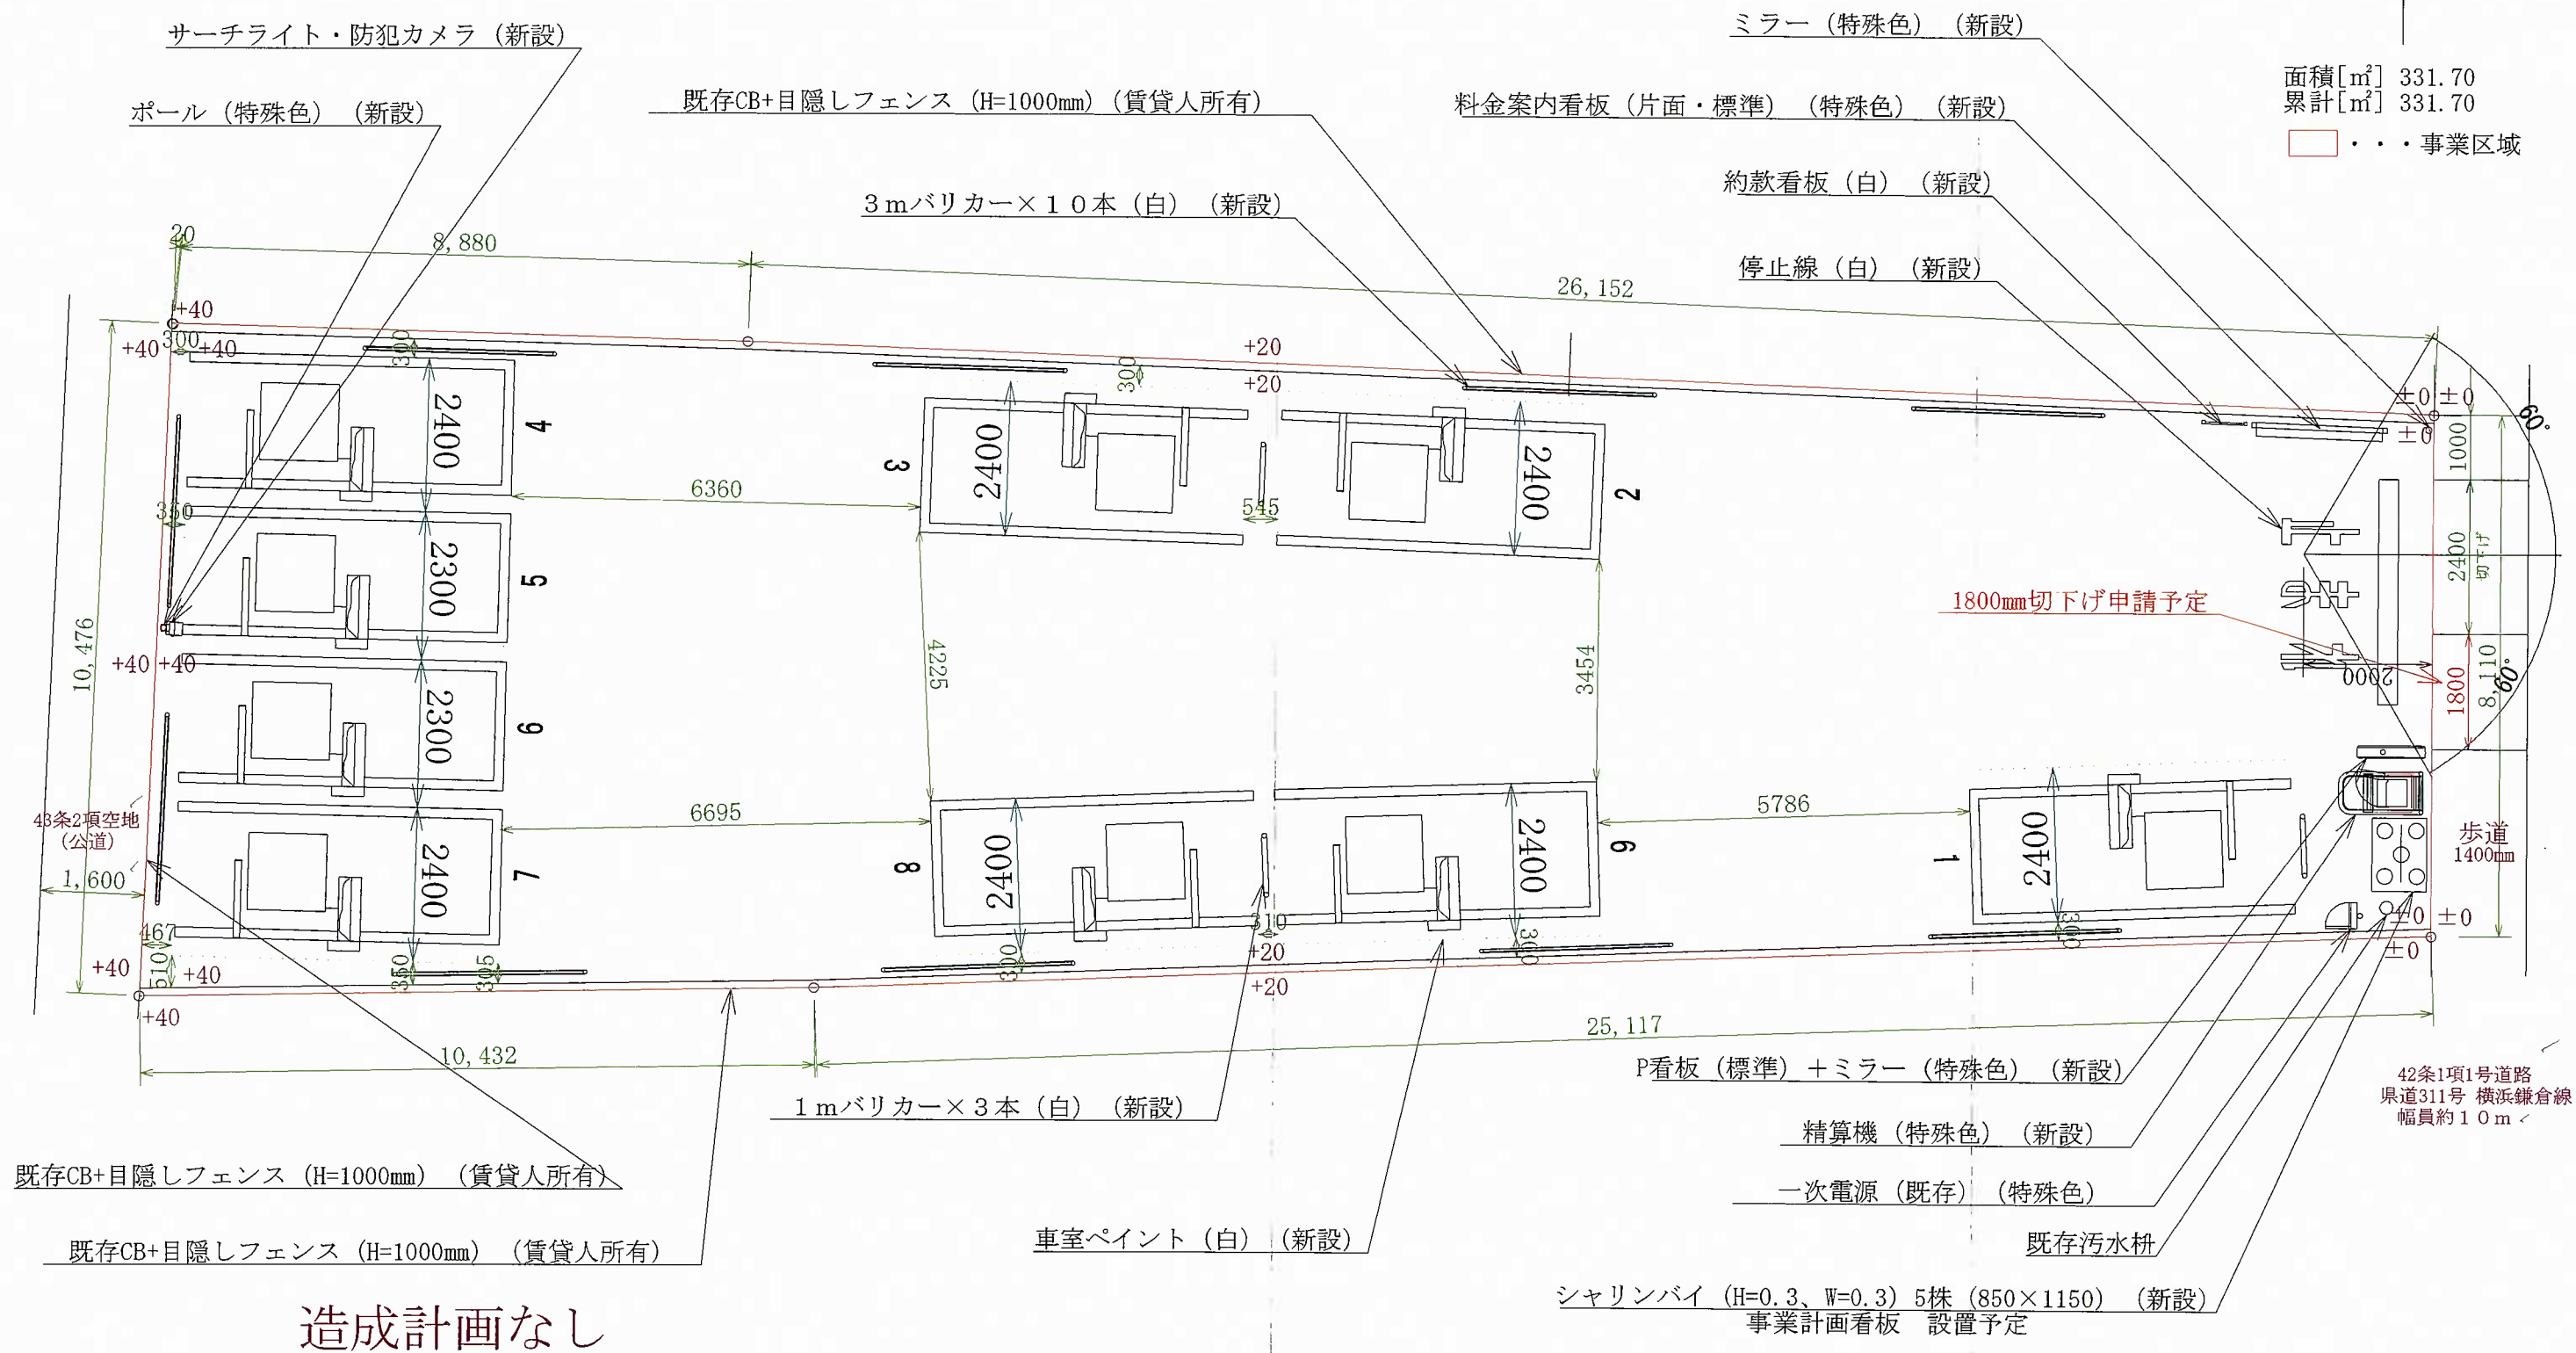 サーチライト・防犯カメラ（新設）
ポール（特殊色）（新設）
既存CB+目隠しフェンス（H=1000mm）（賃貸人所有）
3mバリカー×10本（白）（新設）
ミラー（特殊色）（新設）
料金案内看板（片面・標準）（特殊色）（新設）
約款看板（白）（新設）
停止線（白）（新設）
面積[㎡] 331.70
累計[㎡] 331.70
・・・事業区域
20
8,880
26,152
+40
+40
300
+40
300
+20
+20
300
±0
±0
±0
60°
1000
2400
4
2400
3
2400
2
6360
545
350
2300
5
2400
切下げ
1800mm切下げ申請予定
10,476
+40
+40
4225
3454
止まれ
2000
1800
8,110
60°
2300
6
6695
5786
43条2項空地
（公道）
1,600
2400
7
8
2400
2400
9
1
2400
歩道
1400mm
467
510
+40
+40
350
305
300
310
+20
300
300
±0
±0
±0
+40
+20
10,432
25,117
1mバリカー×3本（白）（新設）
P看板（標準）＋ミラー（特殊色）（新設）
42条1項1号道路
県道311号 横浜鎌倉線
幅員約10m
精算機（特殊色）（新設）
既存CB+目隠しフェンス（H=1000mm）（賃貸人所有）
一次電源（既存）（特殊色）
既存CB+目隠しフェンス（H=1000mm）（賃貸人所有）
車室ペイント（白）（新設）
既存汚水枡
シャリンバイ（H=0.3、W=0.3）5株（850×1150）（新設）
事業計画看板 設置予定
造成計画なし